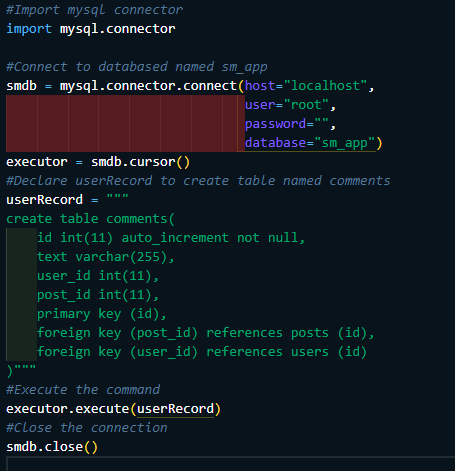 #Import mysql connector
import mysql.connector
#Connect to databased named sm_app
smdb = mysql.connector.connect(host="localhost",
user="root",
password="",
database="sm_app")
executor = smdb.cursor()
#Declare userRecord to create table named comments
userRecord = """
create table comments(
id int(11) auto_increment not null,
text varchar(255),
user_id int(11),
post_id int(11),
primary key (id),
foreign key (post_id) references posts (id),
foreign key (user_id) references users (id)
)"""
#Execute the command
executor.execute(userRecord)
#Close the connection
smdb.close()